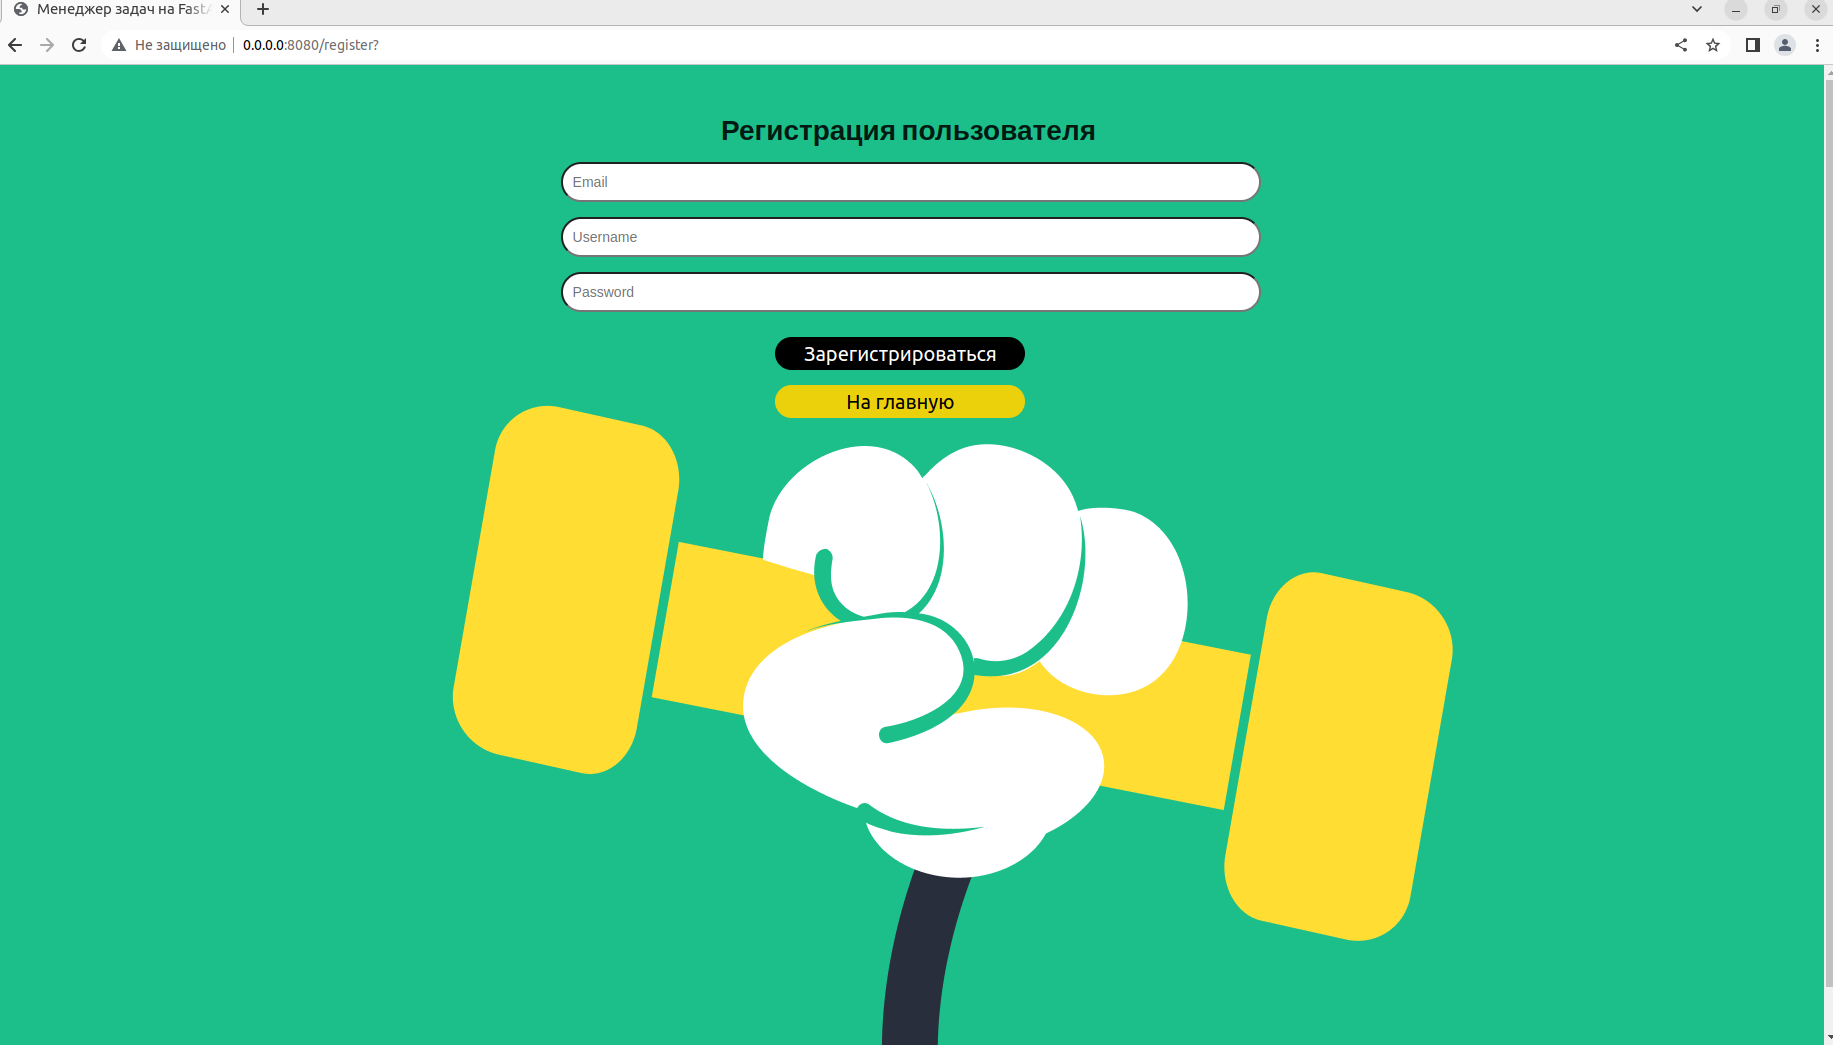 Менеджер задач на Fast
Не защищено 0.0.0.0:8080/register?
Регистрация пользователя
Email
Username
Password
Зарегистрироваться
На главную